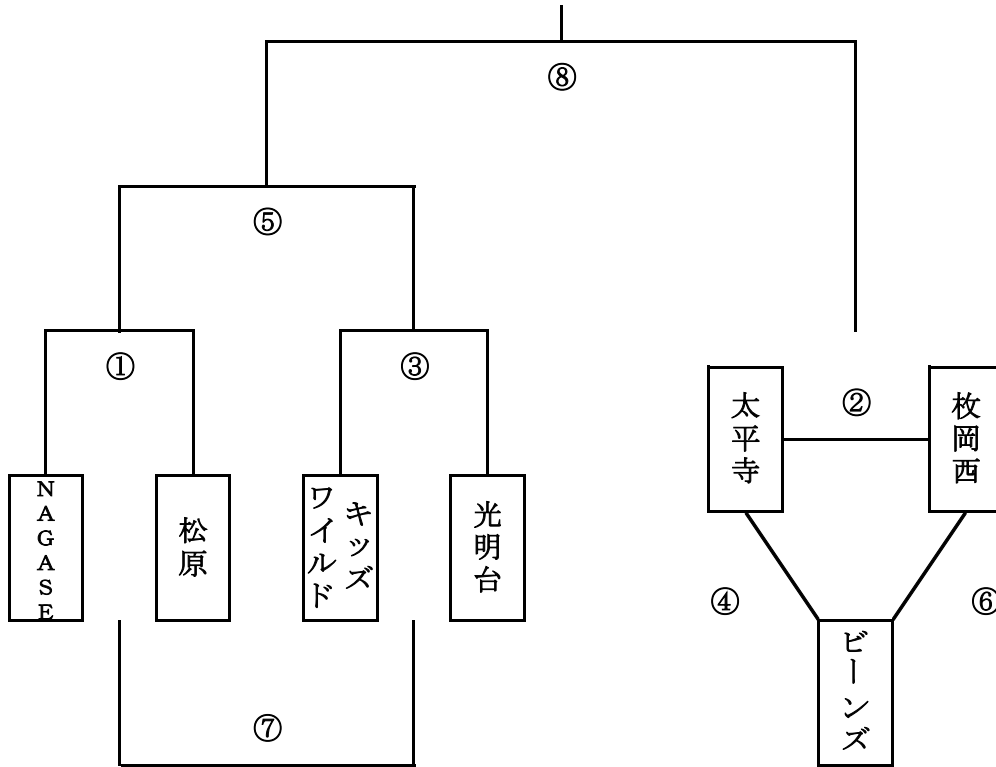 ⑧
⑤
①
③
②
太平寺
枚岡西
NAGASE
松原
ワイルド
キッズ
光明台
④
⑥
ビーンズ
⑦